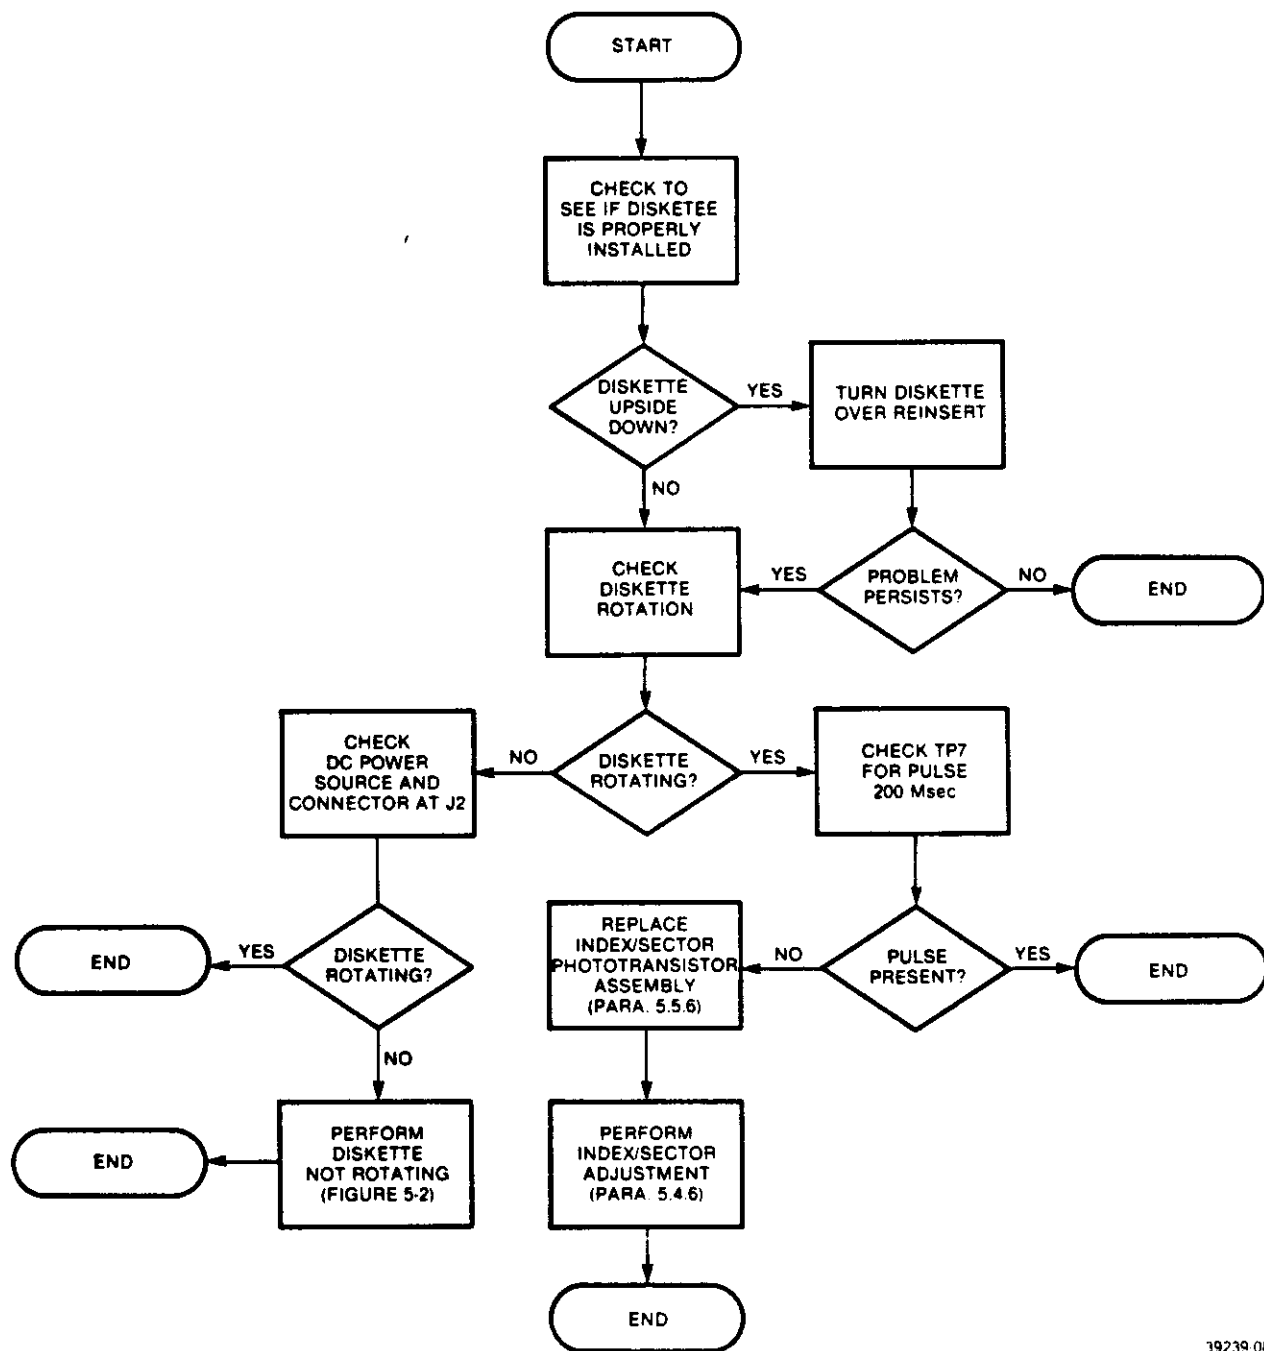 START
CHECK TO
SEE IF DISKETEE
IS PROPERLY
INSTALLED
DISKETTE
UPSIDE
DOWN?
YES
TURN DISKETTE
OVER REINSERT
NO
CHECK
DISKETTE
ROTATION
YES
PROBLEM
PERSISTS?
NO
END
CHECK
DC POWER
SOURCE AND
CONNECTOR AT J2
NO
DISKETTE
ROTATING?
YES
CHECK TP7
FOR PULSE
200 Msec
END
YES
DISKETTE
ROTATING?
REPLACE
INDEX/SECTOR
PHOTOTRANSISTOR
ASSEMBLY
(PARA. 5.5.6)
NO
PULSE
PRESENT?
YES
END
NO
END
PERFORM
DISKETTE
NOT ROTATING
(FIGURE 5-2)
PERFORM
INDEX/SECTOR
ADJUSTMENT
(PARA. 5.4.6)
END